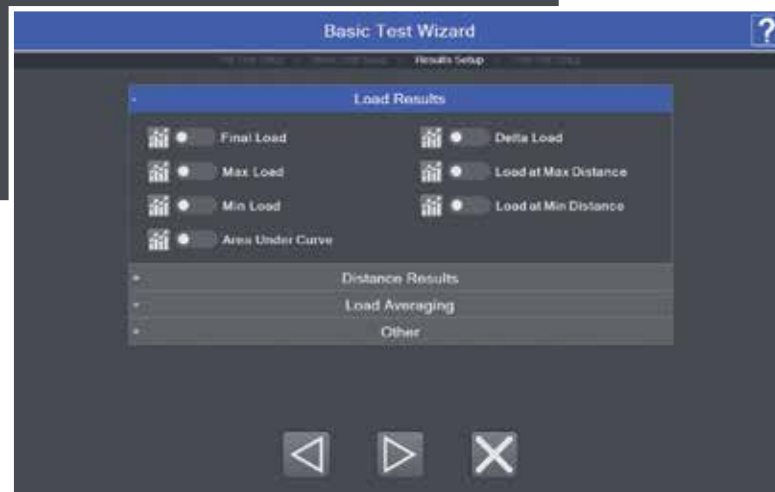 Basic Test Wizard ?
Results Setup
Load Results
Final Load Delta Load
Max Load Load at Max Distance
Min Load Load at Min Distance
Area Under Curve
Distance Results
Load Averaging
Other